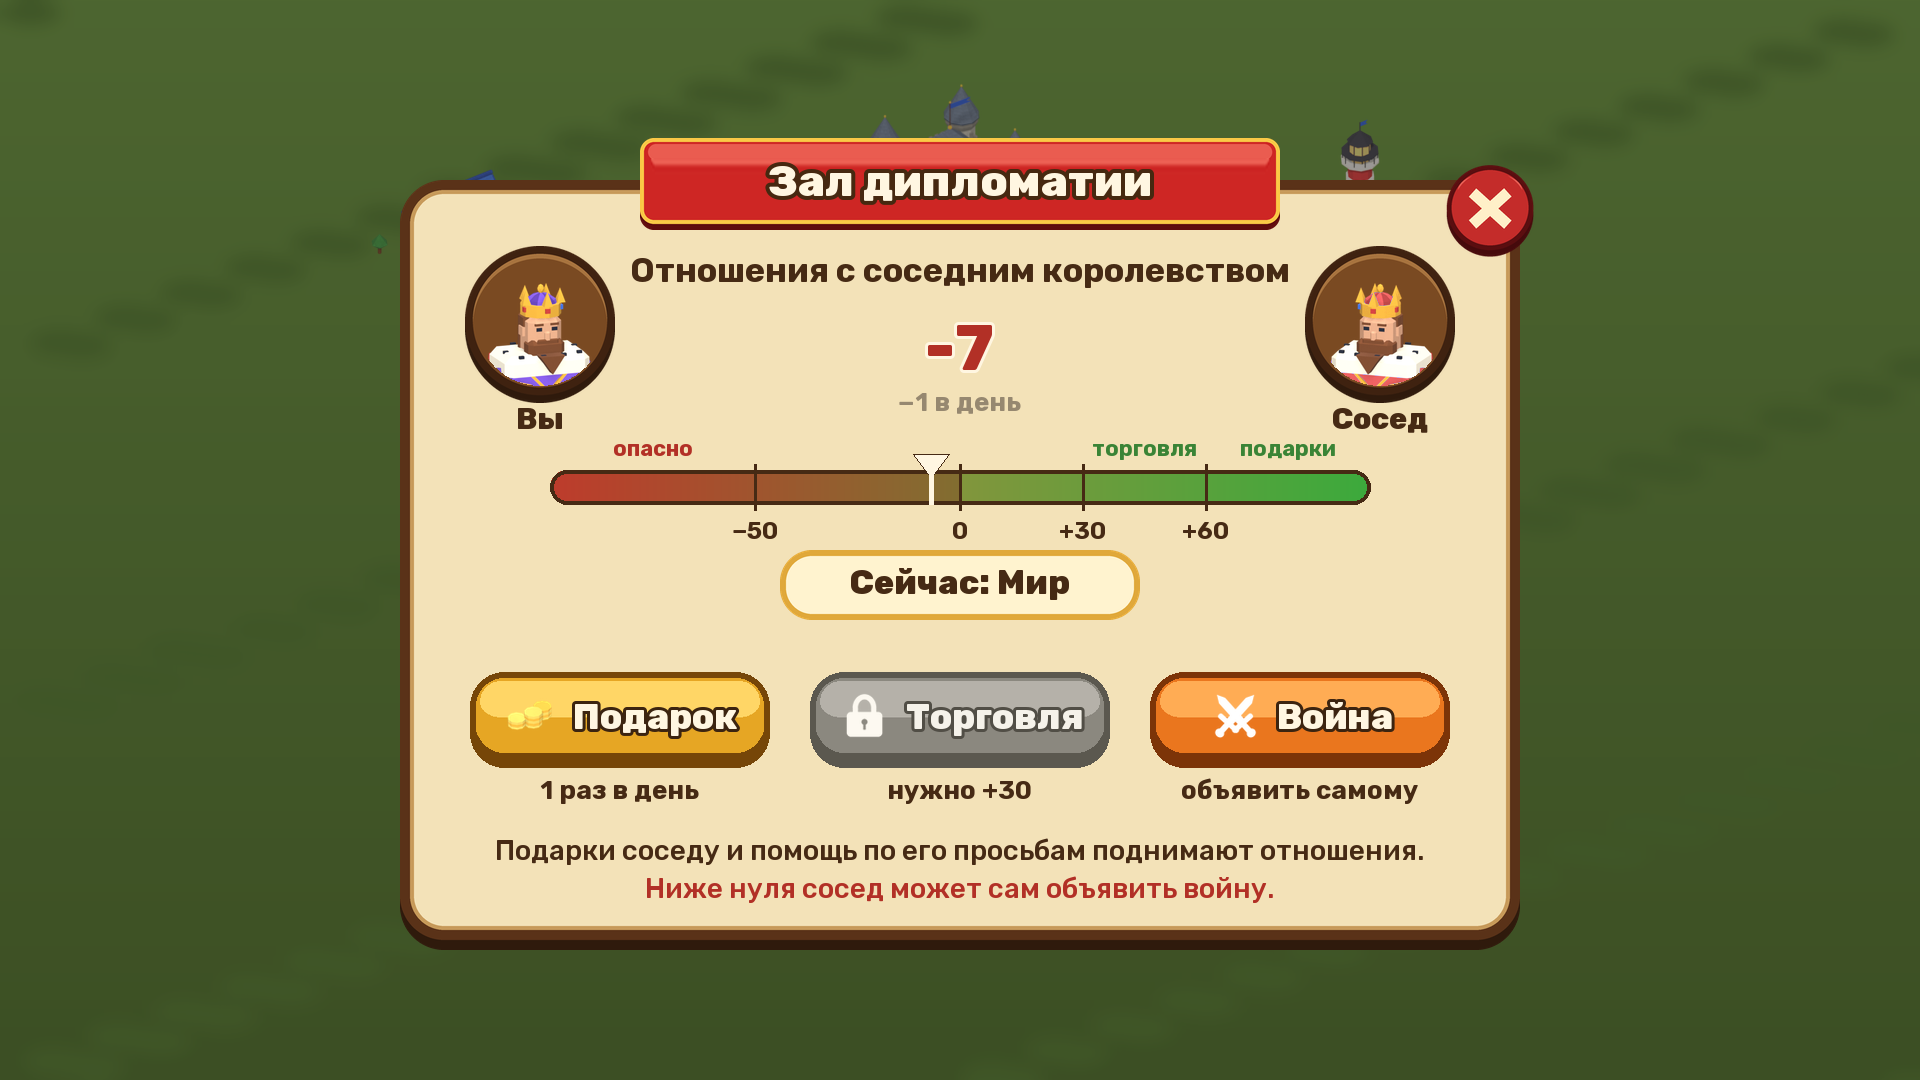 Зал дипломатии
Отношения с соседним королевством
-7
–1 в день
Вы
Сосед
опасно
торговля
подарки
–50
0
+30
+60
Сейчас: Мир
Подарок
Торговля
Война
1 раз в день
нужно +30
объявить самому
Подарки соседу и помощь по его просьбам поднимают отношения.
Ниже нуля сосед может сам объявить войну.